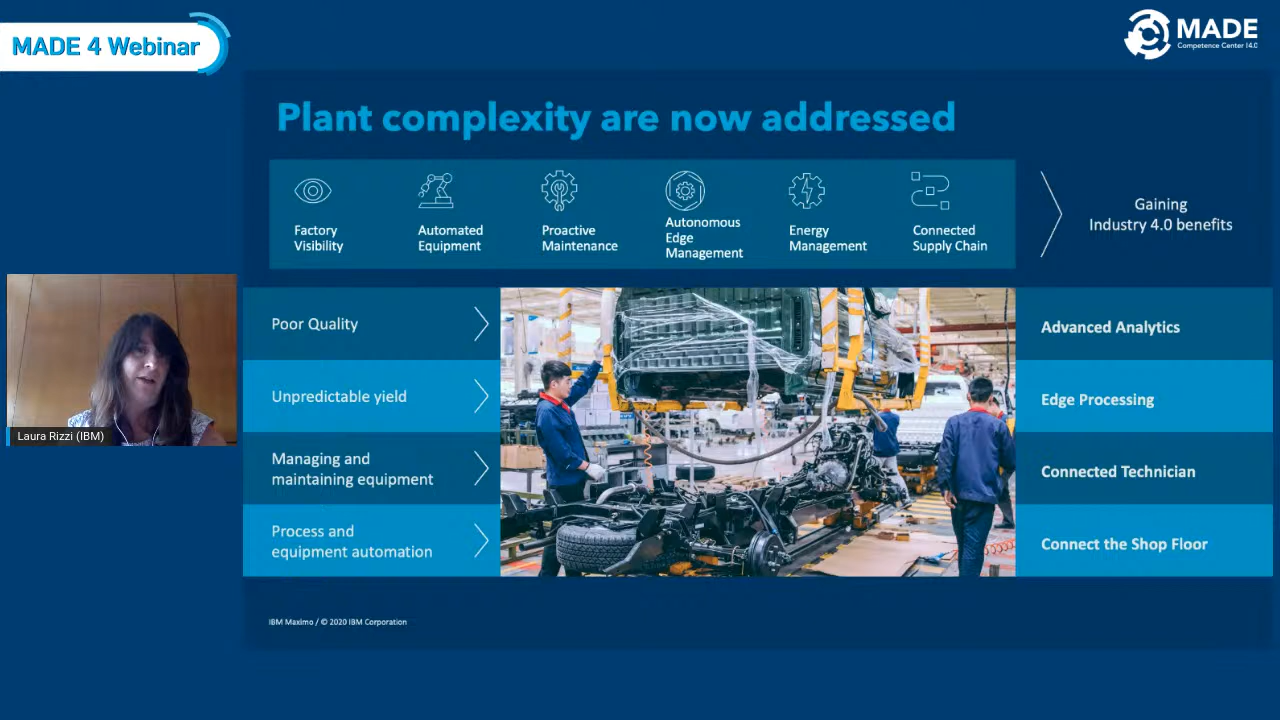 MADE 4 Webinar
MADE
Competence Center I4.0
Plant complexity are now addressed
Factory
Visibility
Automated
Equipment
Proactive
Maintenance
Autonomous
Edge
Management
Energy
Management
Connected
Supply Chain
Gaining
Industry 4.0 benefits
Poor Quality
Unpredictable yield
Managing and
maintaining equipment
Process and
equipment automation
Advanced Analytics
Edge Processing
Connected Technician
Connect the Shop Floor
Laura Rizzi (IBM)
IBM Maximo / © 2020 IBM Corporation